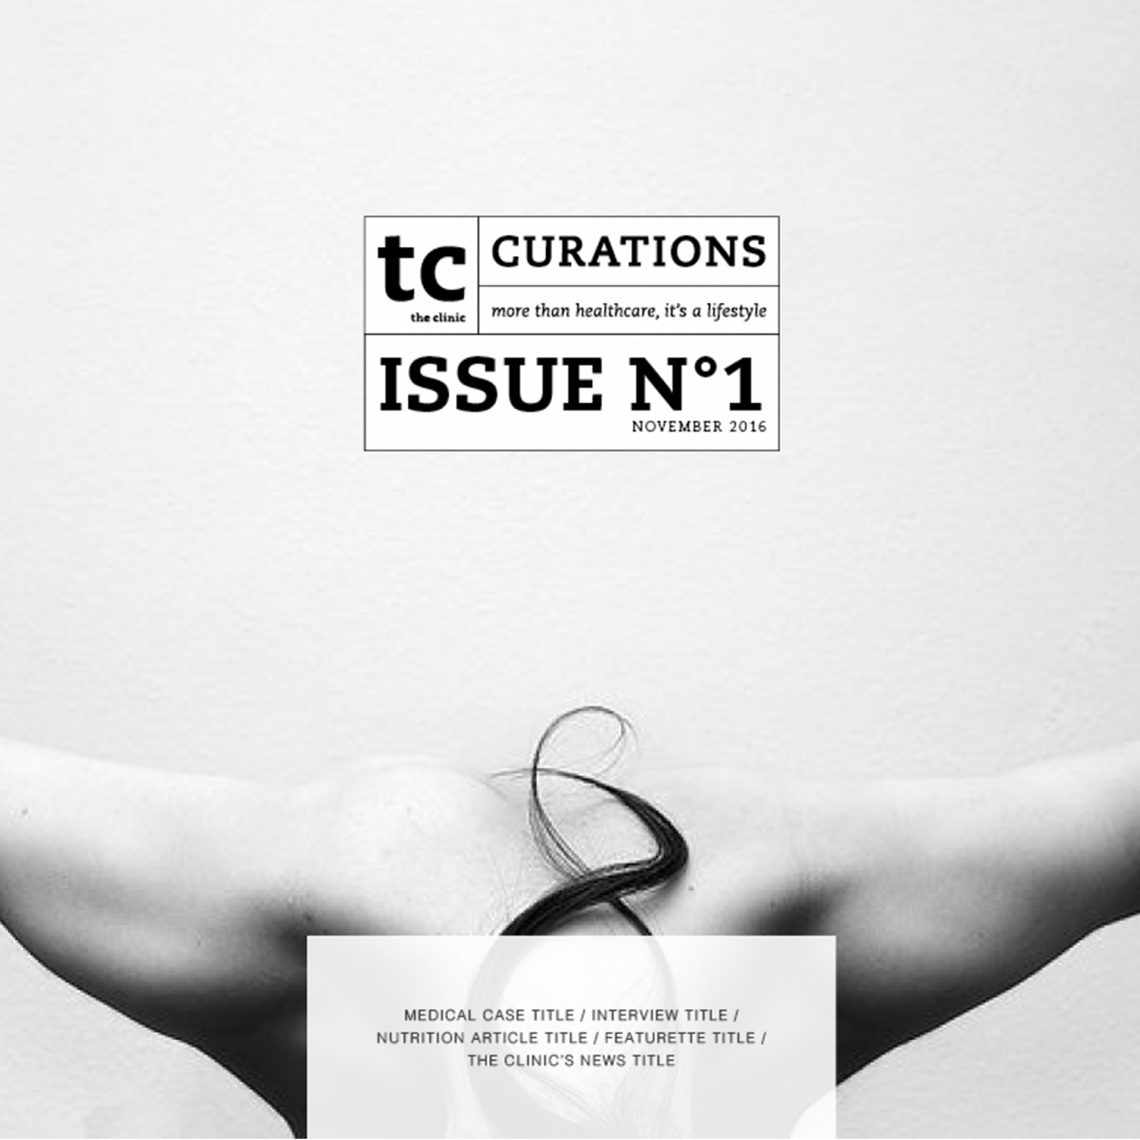 tc
the clinic
CURATIONS
more than healthcare, it's a lifestyle
ISSUE N°1
NOVEMBER 2016
MEDICAL CASE TITLE / INTERVIEW TITLE /
NUTRITION ARTICLE TITLE / FEATURETTE TITLE /
THE CLINIC'S NEWS TITLE